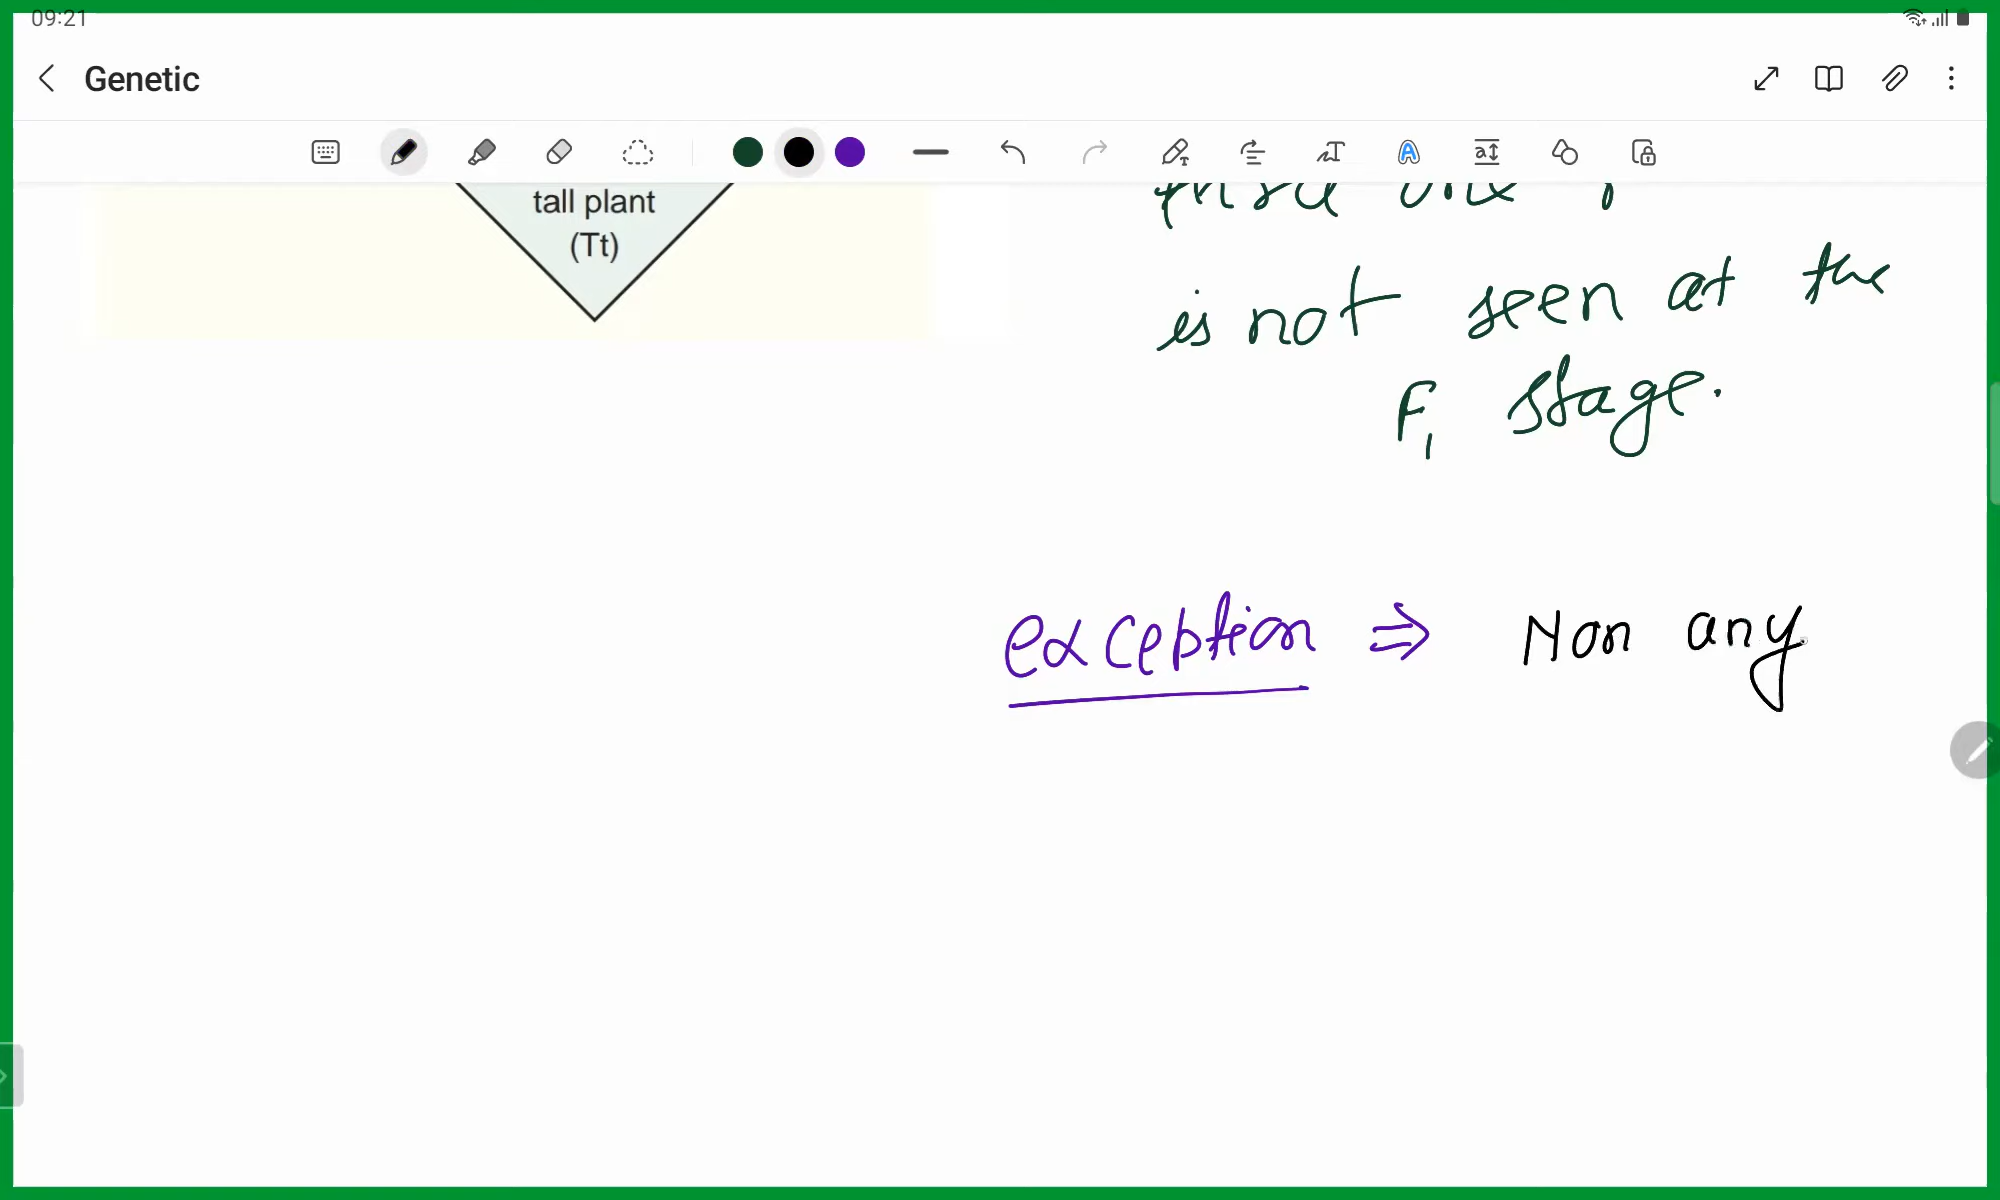 09:21
Genetic
tall plant
(Tt)
is not seen at the
F1 stage.
exception ⇒ Non any